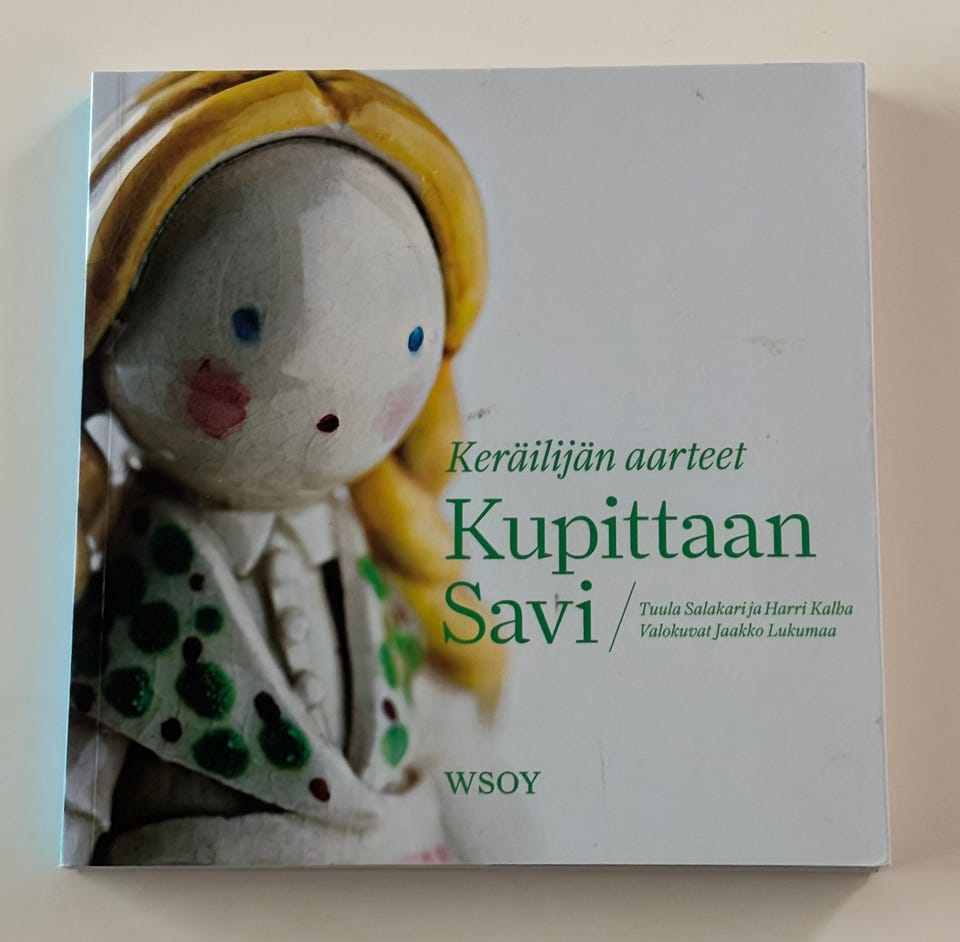 Keräilijän aarteet
Kupittaan
Savi /
Tuula Salakari ja Harri Kalha
Valokuvat Jaakko Lukumaa
WSOY